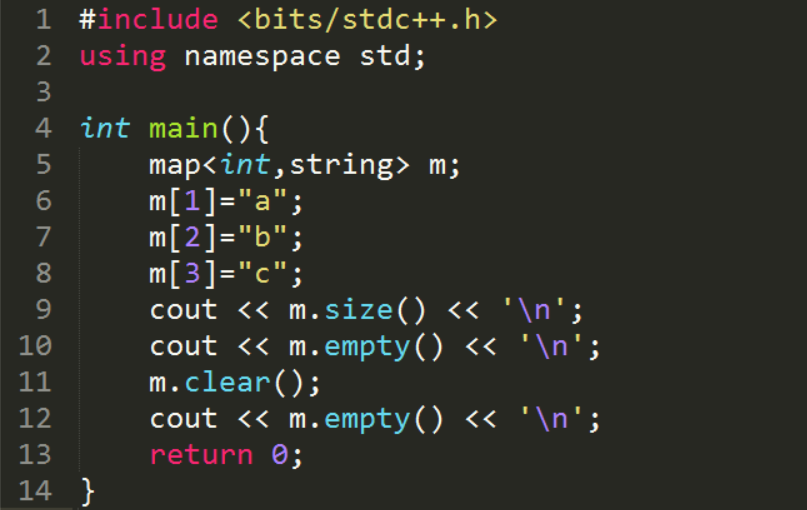 1 #include <bits/stdc++.h>
2 using namespace std;
3
4 int main(){
5     map<int,string> m;
6     m[1]="a";
7     m[2]="b";
8     m[3]="c";
9     cout << m.size() << '\n';
10     cout << m.empty() << '\n';
11     m.clear();
12     cout << m.empty() << '\n';
13     return 0;
14 }